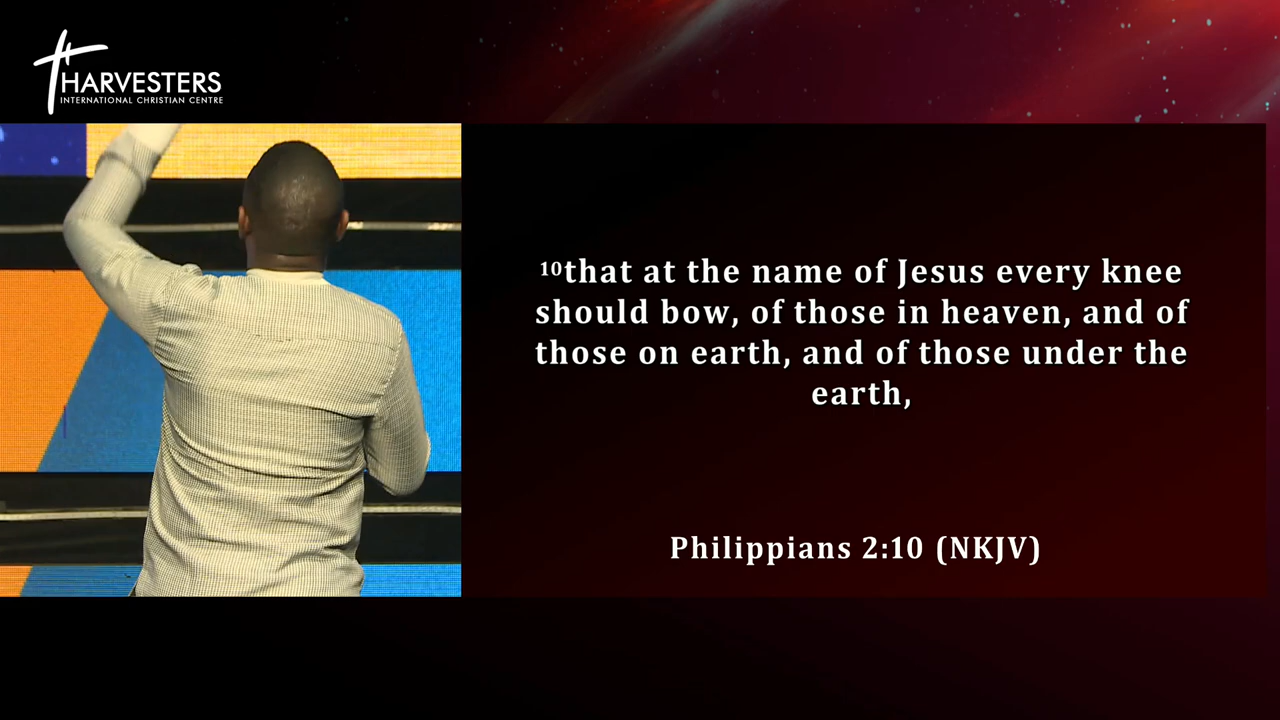 HARVESTERS
INTERNATIONAL CHRISTIAN CENTRE
¹⁰that at the name of Jesus every knee
should bow, of those in heaven, and of
those on earth, and of those under the
earth,
Philippians 2:10 (NKJV)